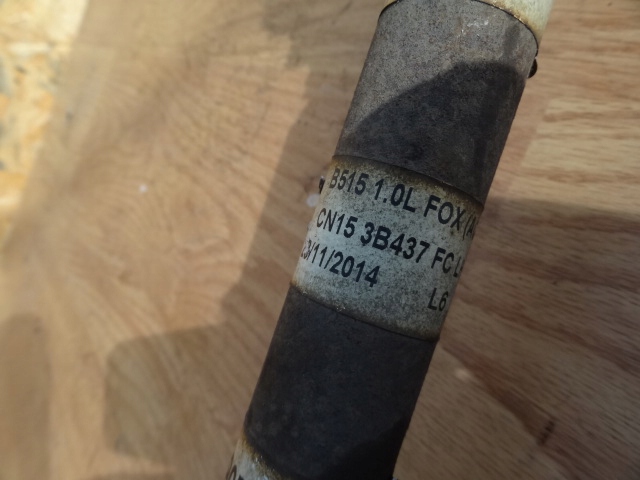 B515 1.0L FOX (A
CN15 3B437 FC L
3/11/2014
L6